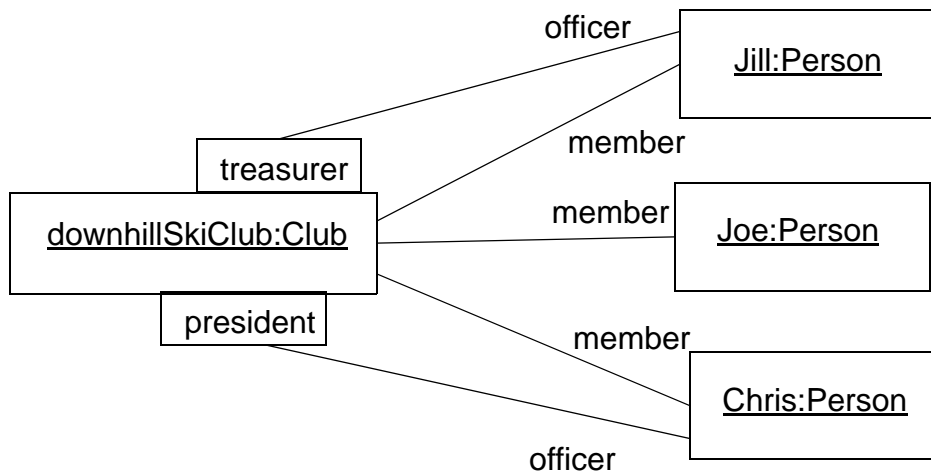 officer
Jill:Person
member
treasurer
member
downhillSkiClub:Club
Joe:Person
president
member
Chris:Person
officer